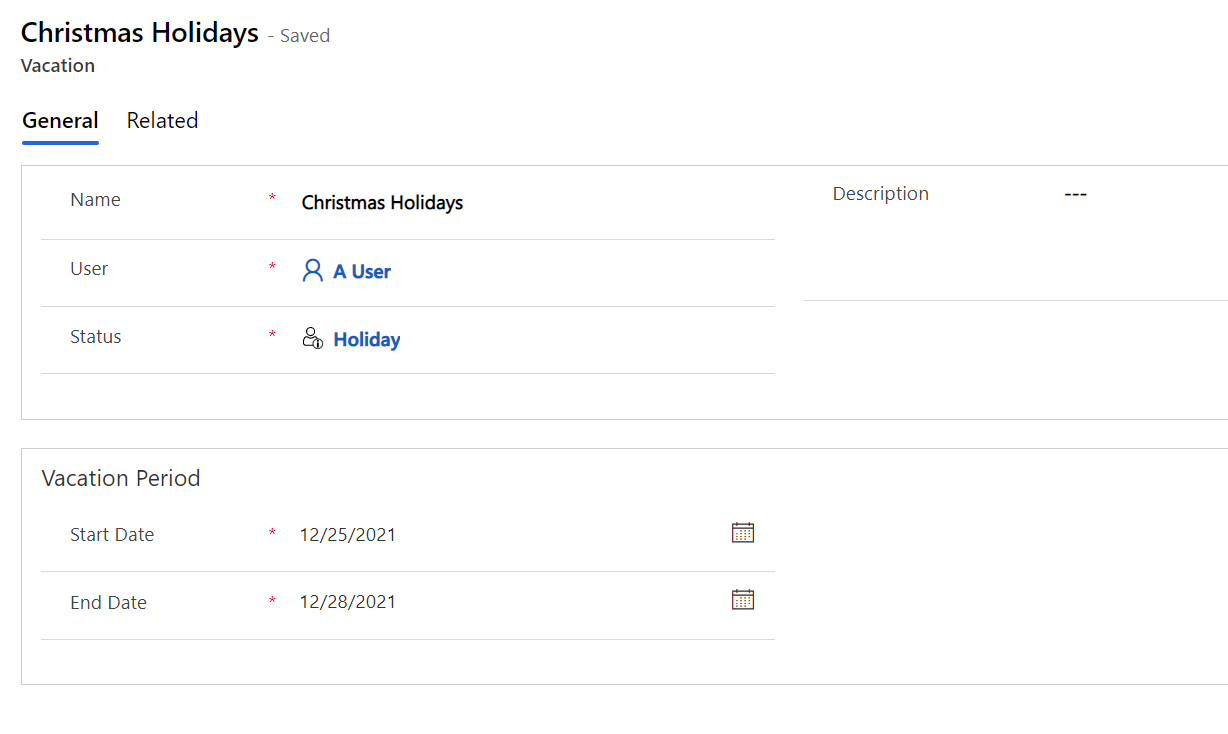 Christmas Holidays - Saved
Vacation
General Related
Name * Christmas Holidays
Description ---
User * A User
Status * Holiday
Vacation Period
Start Date * 12/25/2021
End Date * 12/28/2021